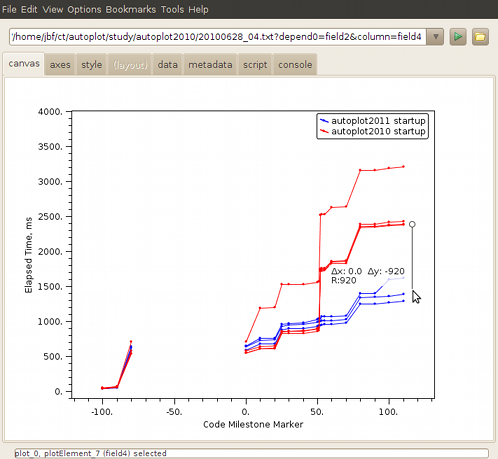 File Edit View Options Bookmarks Tools Help
'/home/jbf/ct/autoplot/study/autoplot2010/20100628_04.txt?depend0=field2&column=field4
canvas axes style (layout) data metadata script console
autoplot2011 startup
autoplot2010 startup
4000.
3500.
3000.
2500.
2000.
1500.
1000.
500.
0.
Elapsed Time, ms
Δx: 0.0 Δy: -920
R:920
-100. -50. 0. 50. 100.
Code Milestone Marker
plot_0, plotElement_7 (field4) selected